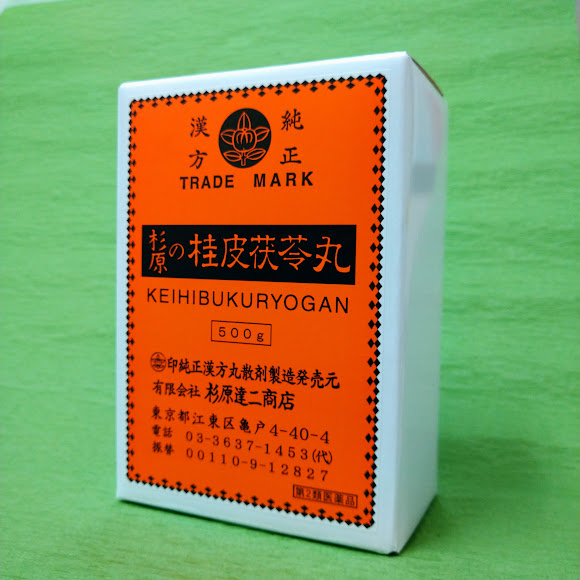 純正
漢方
TRADE MARK
杉原の桂皮茯苓丸
KEIHIBUKURYOGAN
500g
印純正漢方丸散剤製造発売元
有限会社 杉原達二商店
東京都江東区亀戸4-40-4
電話 03-3637-1453(代)
振替 00110-9-12827
第2類医薬品